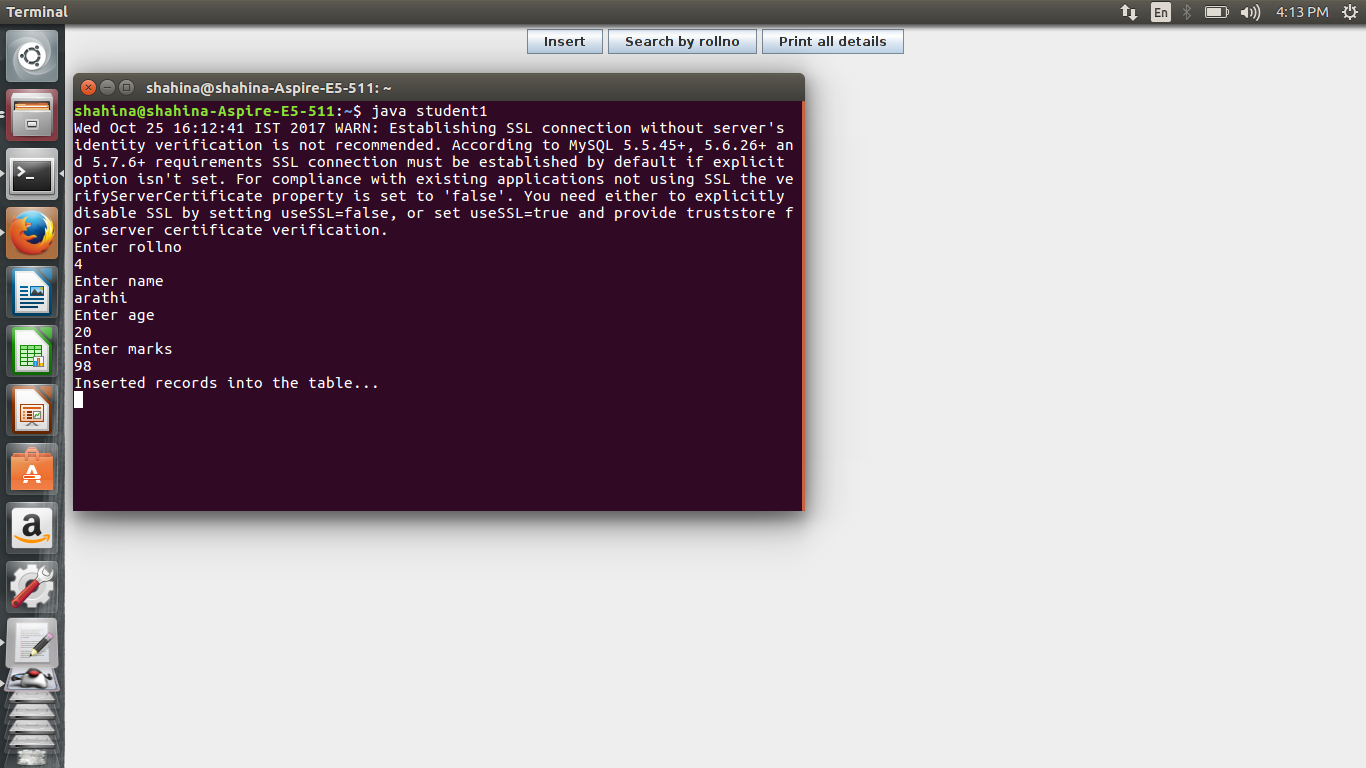 Terminal
En
4:13 PM
Insert
Search by rollno
Print all details
shahina@shahina-Aspire-E5-511: ~
shahina@shahina-Aspire-E5-511:~$ java student1
Wed Oct 25 16:12:41 IST 2017 WARN: Establishing SSL connection without server's
identity verification is not recommended. According to MySQL 5.5.45+, 5.6.26+ an
d 5.7.6+ requirements SSL connection must be established by default if explicit
option isn't set. For compliance with existing applications not using SSL the ve
rifyServerCertificate property is set to 'false'. You need either to explicitly
disable SSL by setting useSSL=false, or set useSSL=true and provide truststore f
or server certificate verification.
Enter rollno
4
Enter name
arathi
Enter age
20
Enter marks
98
Inserted records into the table...